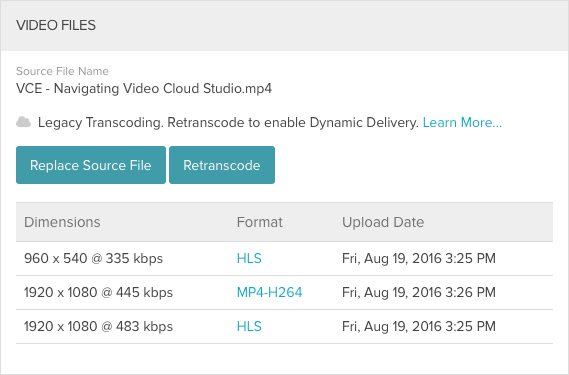 VIDEO FILES
Source File Name
VCE - Navigating Video Cloud Studio.mp4
Legacy Transcoding. Retranscode to enable Dynamic Delivery. Learn More...
Replace Source File Retranscode
Dimensions Format Upload Date
960 x 540 @ 335 kbps HLS Fri, Aug 19, 2016 3:25 PM
1920 x 1080 @ 445 kbps MP4-H264 Fri, Aug 19, 2016 3:26 PM
1920 x 1080 @ 483 kbps HLS Fri, Aug 19, 2016 3:25 PM